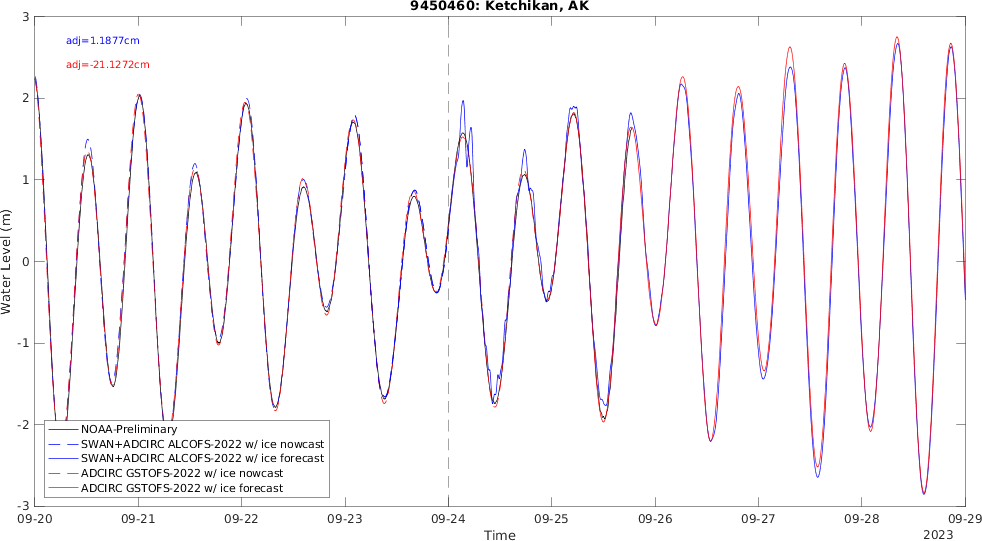 9450460: Ketchikan, AK
adj=1.1877cm
adj=-21.1272cm
Water Level (m)
3
2
1
0
-1
-2
-3
NOAA-Preliminary
SWAN+ADCIRC ALCOFS-2022 w/ ice nowcast
SWAN+ADCIRC ALCOFS-2022 w/ ice forecast
ADCIRC GSTOFS-2022 w/ ice nowcast
ADCIRC GSTOFS-2022 w/ ice forecast
09-20 09-21 09-22 09-23 09-24 09-25 09-26 09-27 09-28 09-29
Time
2023